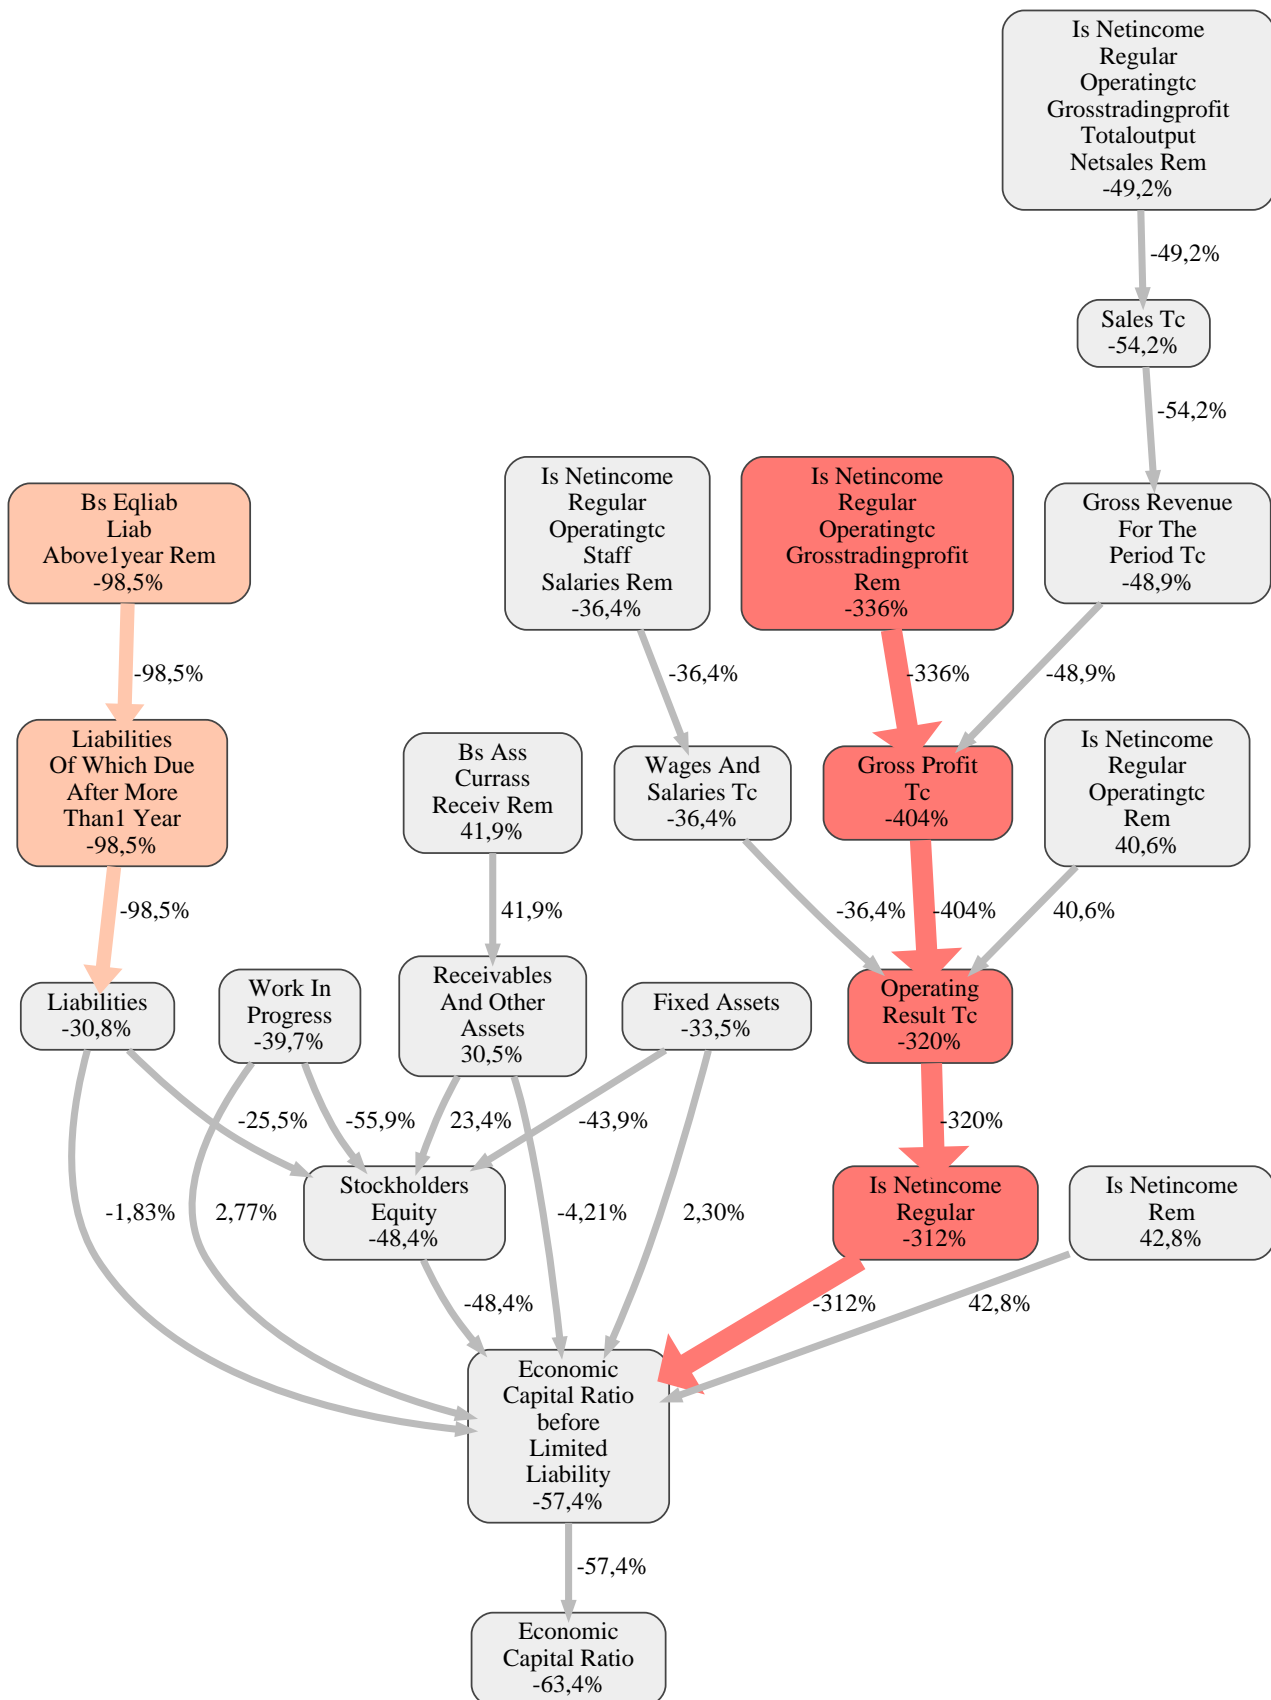 Is Netincome
Regular
Operatingtc
Grosstradingprofit
Totaloutput
Netsales Rem
-49,2%
-49,2%
Sales Tc
-54,2%
-54,2%
Bs Eqliab
Liab
Above1year Rem
-98,5%
Is Netincome
Regular
Operatingtc
Staff
Salaries Rem
-36,4%
Is Netincome
Regular
Operatingtc
Grosstradingprofit
Rem
-336%
Gross Revenue
For The
Period Tc
-48,9%
-98,5%
-36,4%
-336%
-48,9%
Liabilities
Of Which Due
After More
Than1 Year
-98,5%
Bs Ass
Currass
Receiv Rem
41,9%
Wages And
Salaries Tc
-36,4%
Gross Profit
Tc
-404%
Is Netincome
Regular
Operatingtc
Rem
40,6%
-98,5%
41,9%
-36,4%
-404%
40,6%
Liabilities
-30,8%
Work In
Progress
-39,7%
Receivables
And Other
Assets
30,5%
Fixed Assets
-33,5%
Operating
Result Tc
-320%
-25,5%
-55,9%
23,4%
-43,9%
-320%
-1,83%
2,77%
Stockholders
Equity
-48,4%
-4,21%
2,30%
Is Netincome
Regular
-312%
Is Netincome
Rem
42,8%
-48,4%
-312%
42,8%
Economic
Capital Ratio
before
Limited
Liability
-57,4%
-57,4%
Economic
Capital Ratio
-63,4%